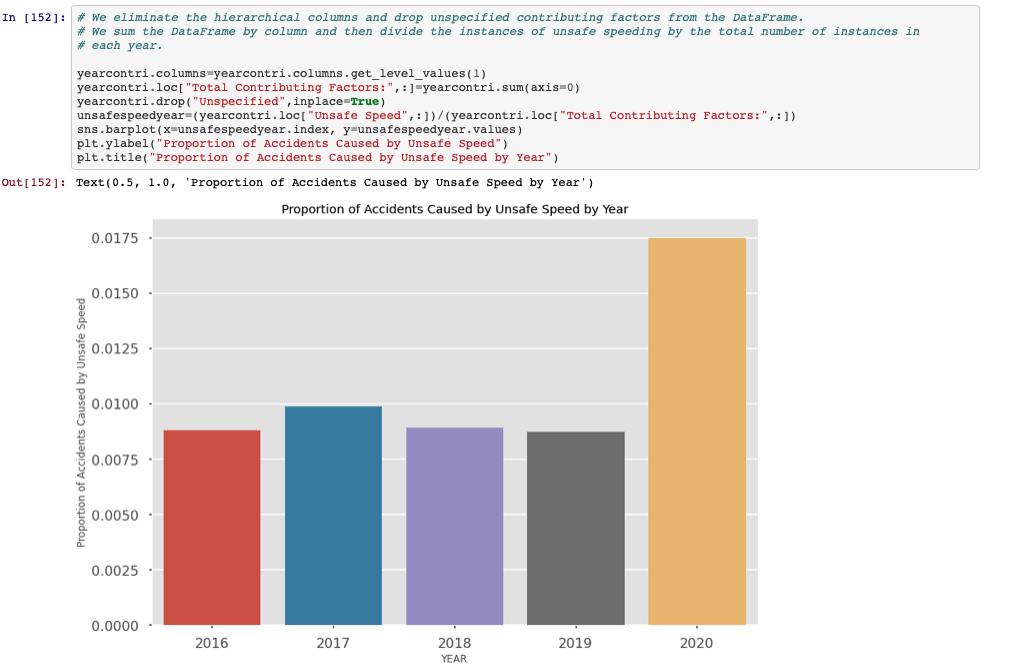 In [152]: # We eliminate the hierarchical columns and drop unspecified contributing factors from the DataFrame.
# We sum the DataFrame by column and then divide the instances of unsafe speeding by the total number of instances in
# each year.
yearcontri.columns=yearcontri.columns.get_level_values(1)
yearcontri.loc["Total Contributing Factors:",:]=yearcontri.sum(axis=0)
yearcontri.drop("Unspecified",inplace=True)
unsafespeedyear=(yearcontri.loc["Unsafe Speed",:])/(yearcontri.loc["Total Contributing Factors:",:])
sns.barplot(x=unsafespeedyear.index, y=unsafespeedyear.values)
plt.ylabel("Proportion of Accidents Caused by Unsafe Speed")
plt.title("Proportion of Accidents Caused by Unsafe Speed by Year")
Out[152]: Text(0.5, 1.0, 'Proportion of Accidents Caused by Unsafe Speed by Year')
Proportion of Accidents Caused by Unsafe Speed by Year
Proportion of Accidents Caused by Unsafe Speed
0.0175
0.0150
0.0125
0.0100
0.0075
0.0050
0.0025
0.0000
2016 2017 2018 2019 2020
YEAR